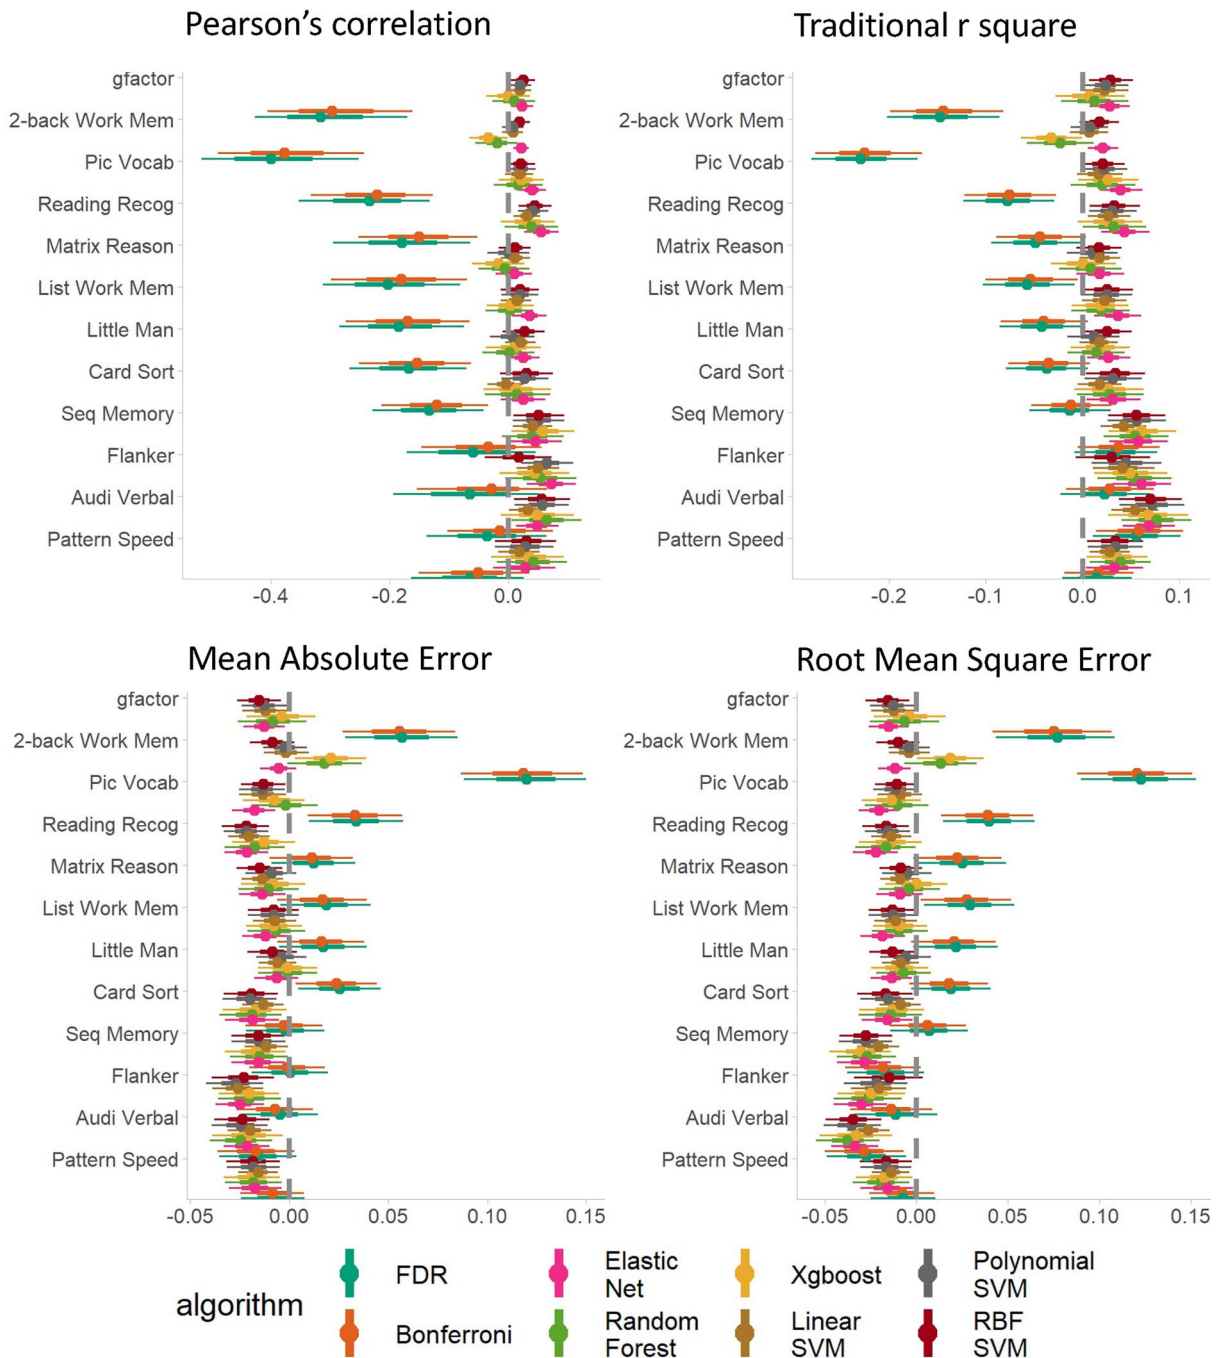 Pearson's correlation
Traditional r square
gfactor
2-back Work Mem
Pic Vocab
Reading Recog
Matrix Reason
List Work Mem
Little Man
Card Sort
Seq Memory
Flanker
Audi Verbal
Pattern Speed
-0.4 -0.2 0.0
gfactor
2-back Work Mem
Pic Vocab
Reading Recog
Matrix Reason
List Work Mem
Little Man
Card Sort
Seq Memory
Flanker
Audi Verbal
Pattern Speed
-0.2 -0.1 0.0 0.1
Mean Absolute Error
Root Mean Square Error
gfactor
2-back Work Mem
Pic Vocab
Reading Recog
Matrix Reason
List Work Mem
Little Man
Card Sort
Seq Memory
Flanker
Audi Verbal
Pattern Speed
-0.05 0.00 0.05 0.10 0.15
gfactor
2-back Work Mem
Pic Vocab
Reading Recog
Matrix Reason
List Work Mem
Little Man
Card Sort
Seq Memory
Flanker
Audi Verbal
Pattern Speed
-0.05 0.00 0.05 0.10 0.15
algorithm
FDR
Bonferroni
Elastic
Net
Random
Forest
Xgboost
Linear
SVM
Polynomial
SVM
RBF
SVM